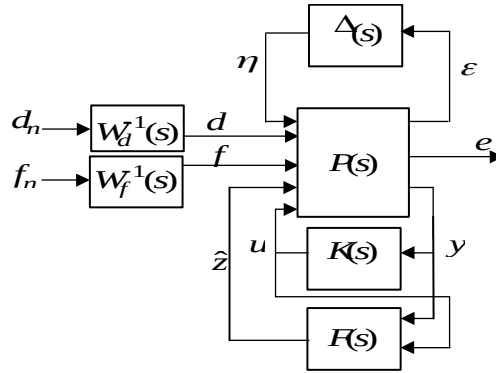 Δ(s)
η
ε
d_n
W_d^-1(s)
d
f_n
W_f^-1(s)
f
P(s)
e
ẑ
u
K(s)
y
F(s)